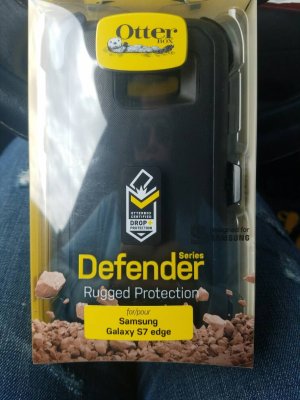 Otter
BOX
OTTERBOX
CERTIFIED
DROP+
PROTECTION
Defender
Series
Rugged Protection
for/pour
Samsung
Galaxy S7 edge